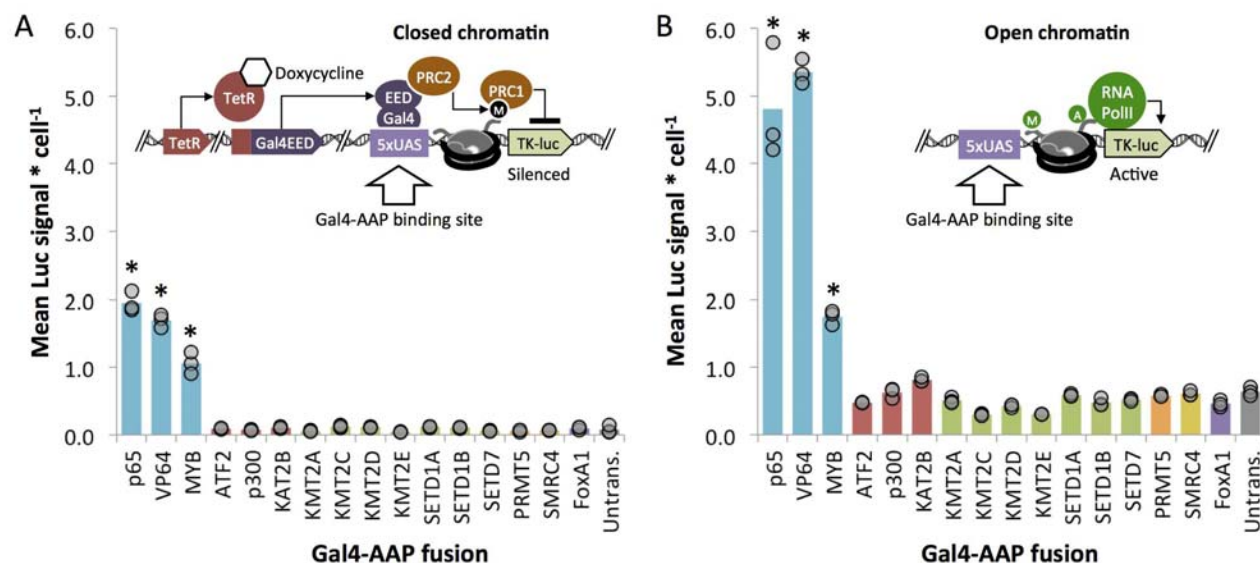 A
Closed chromatin
Mean Luc signal * cell-1
6.0
5.0
4.0
3.0
2.0
1.0
0.0
Doxycycline
TetR
PRC2
PRC1
EED
M
Gal4
TetR
Gal4EED
5xUAS
TK-luc
Silenced
Gal4-AAP binding site
*
*
*
p65
VP64
MYB
ATF2
p300
KAT2B
KMT2A
KMT2C
KMT2D
KMT2E
SETD1A
SETD1B
SETD7
PRMT5
SMRC4
FoxA1
Untrans.
Gal4-AAP fusion
B
Open chromatin
Mean Luc signal * cell-1
6.0
5.0
4.0
3.0
2.0
1.0
0.0
*
*
*
RNA
PolII
M
A
5xUAS
TK-luc
Active
Gal4-AAP binding site
p65
VP64
MYB
ATF2
p300
KAT2B
KMT2A
KMT2C
KMT2D
KMT2E
SETD1A
SETD1B
SETD7
PRMT5
SMRC4
FoxA1
Untrans.
Gal4-AAP fusion